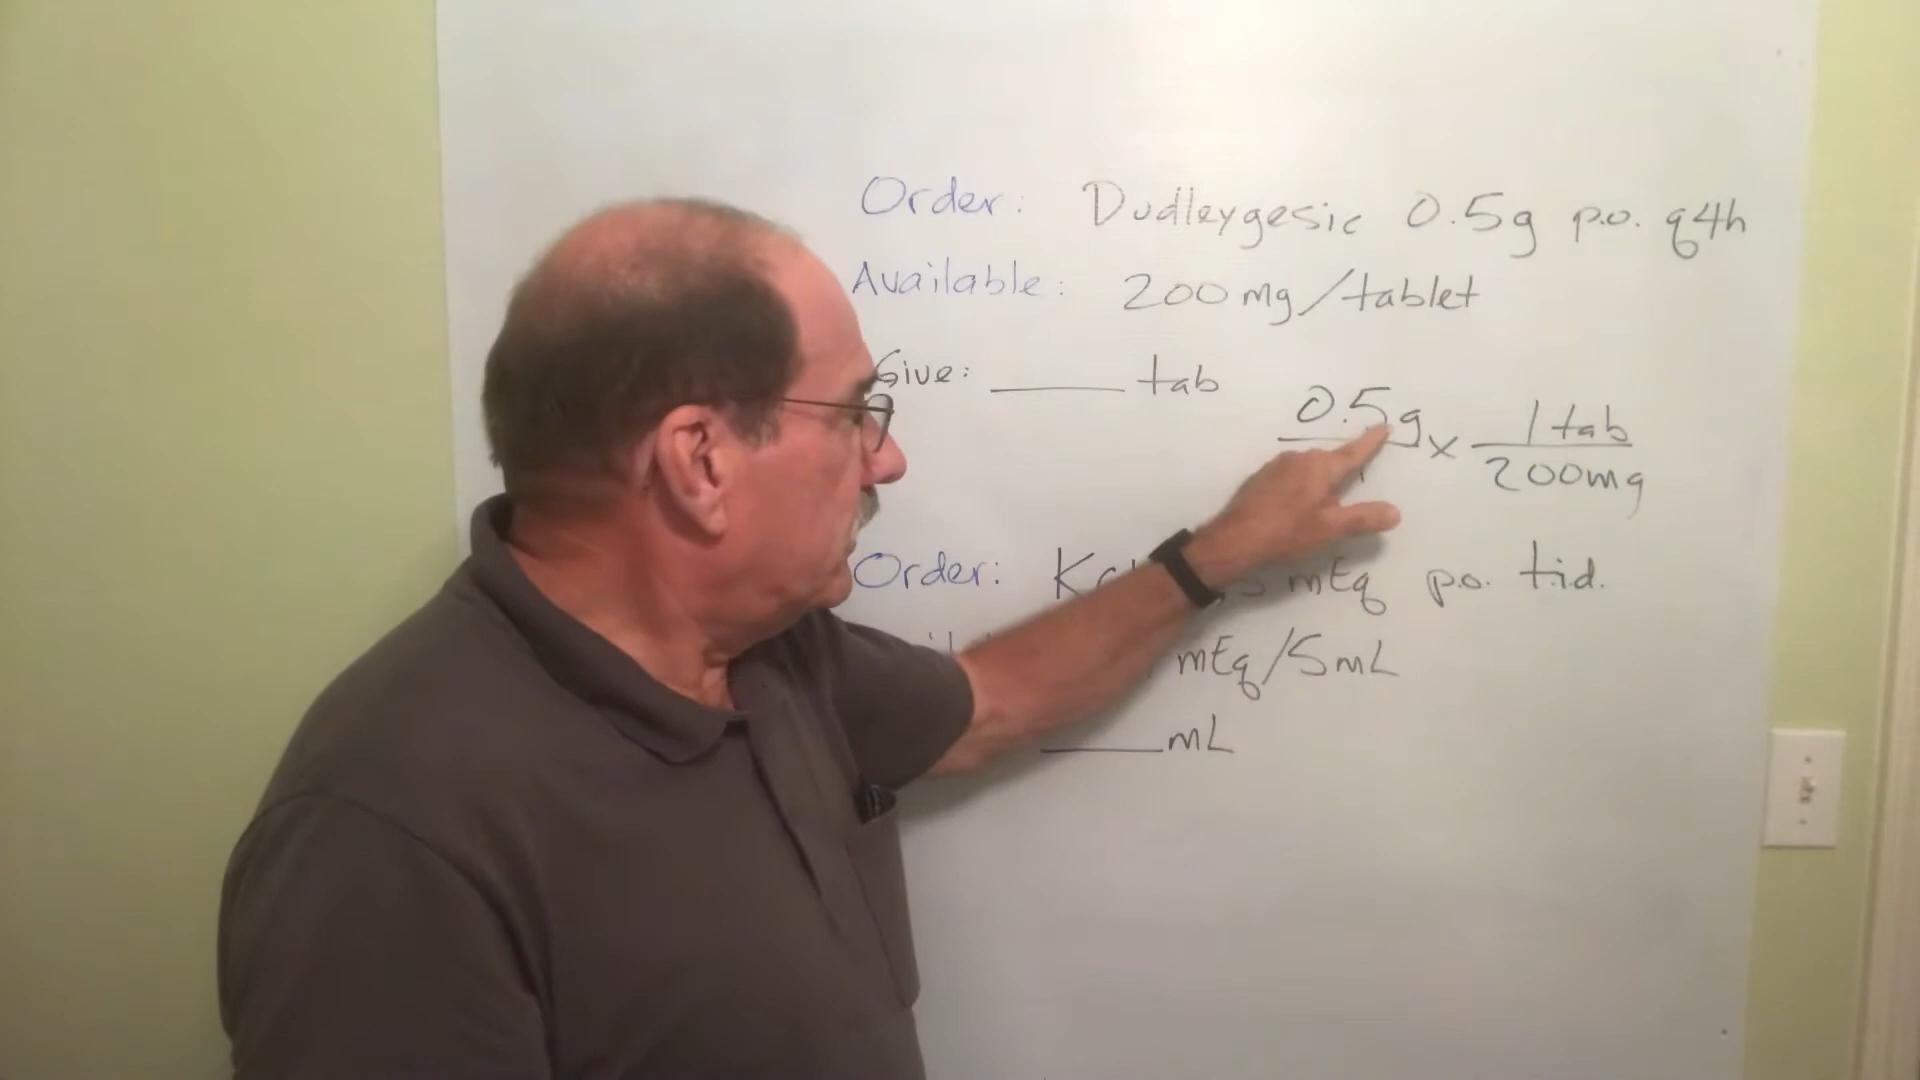 Order: Dudleygesic 0.5g p.o. q4h
Available: 200 mg/tablet
Give: ____ tab
0.5g x 1 tab
200mg
Order: mEq p.o. t.i.d.
mEq/5mL
____ mL